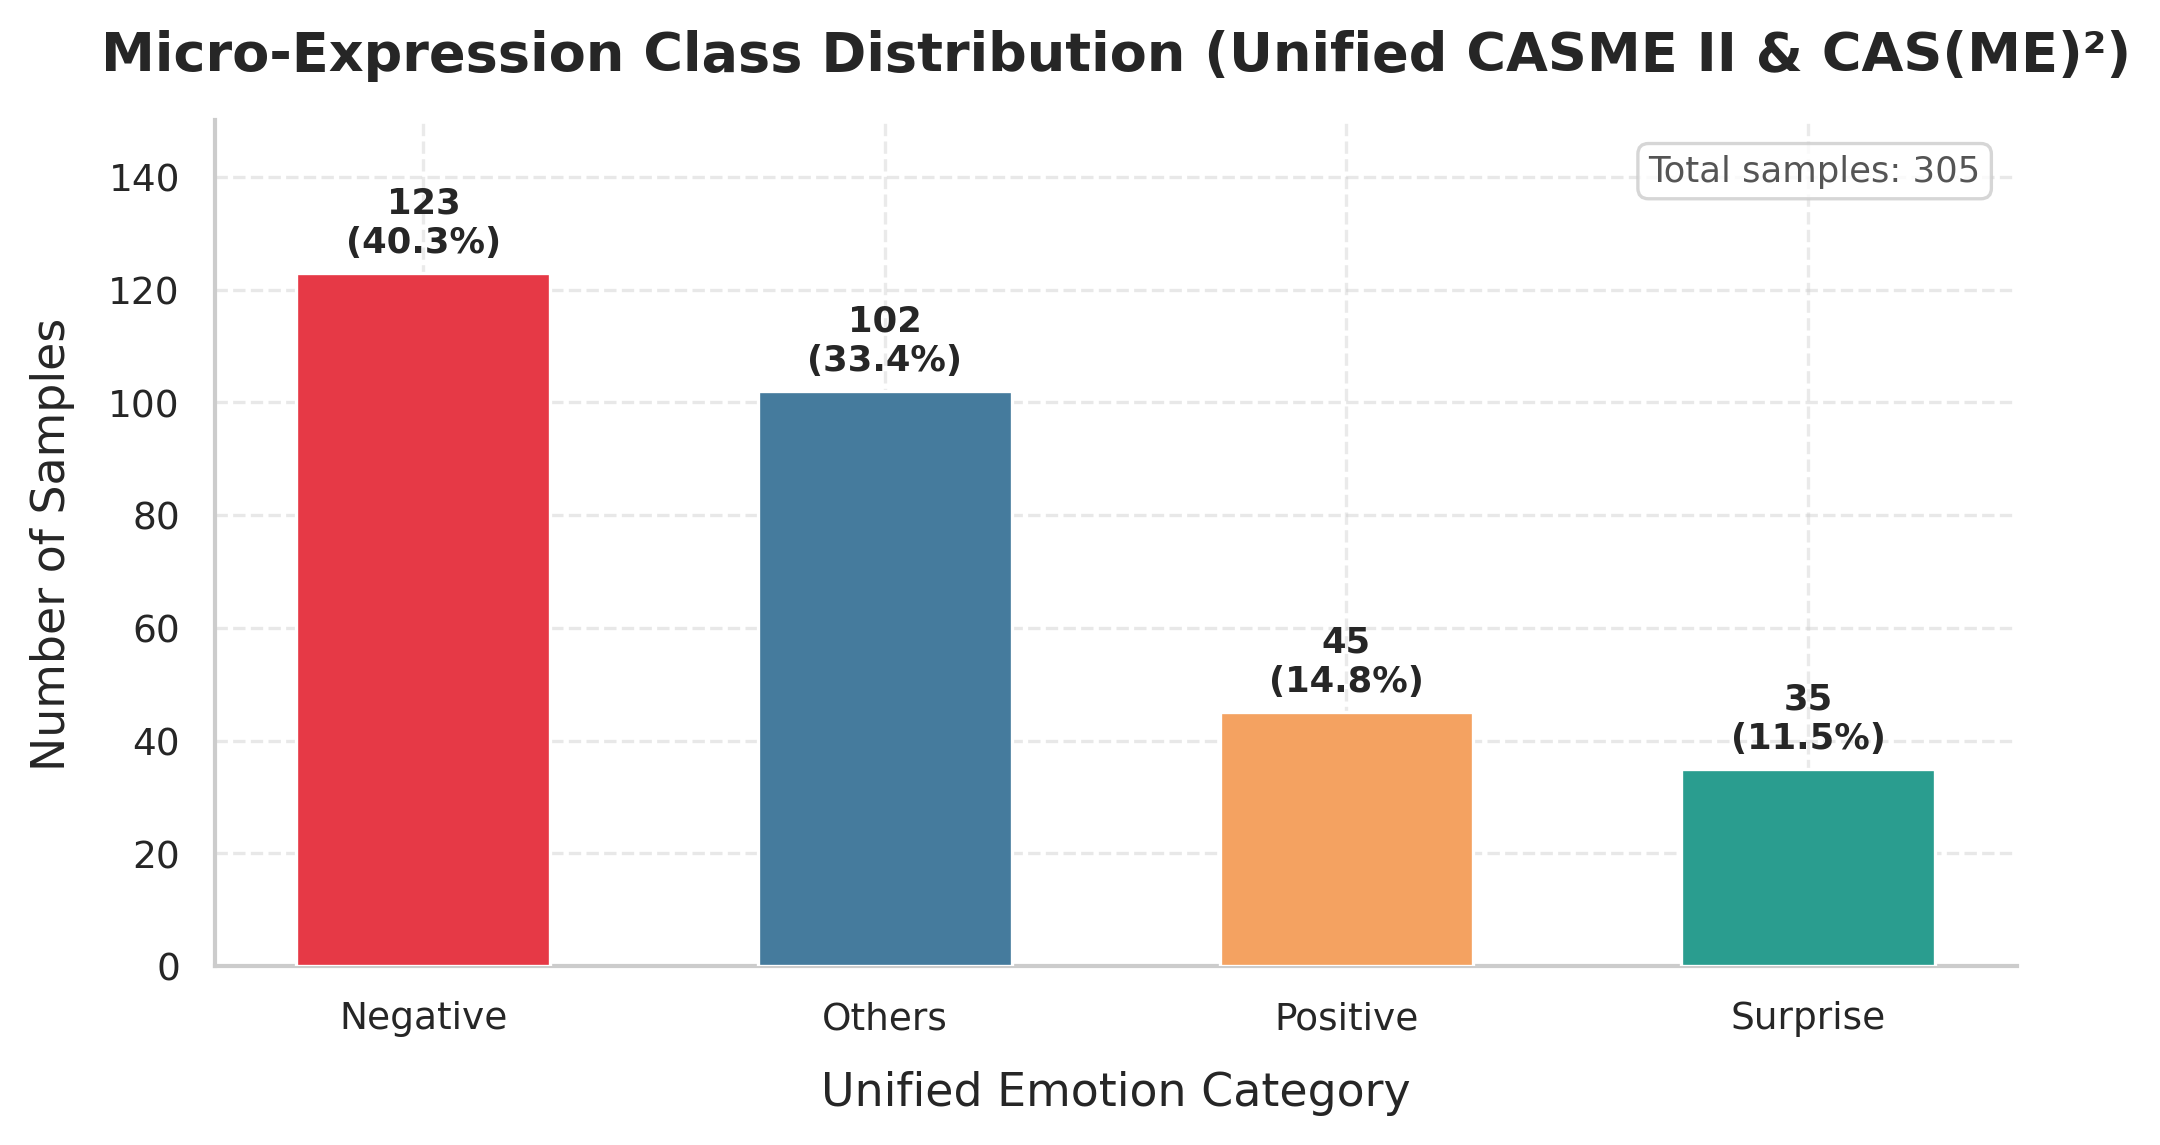 Micro-Expression Class Distribution (Unified CASME II & CAS(ME)²)
Total samples: 305
Number of Samples
140
120
100
80
60
40
20
0
123
(40.3%)
102
(33.4%)
45
(14.8%)
35
(11.5%)
Negative
Others
Positive
Surprise
Unified Emotion Category